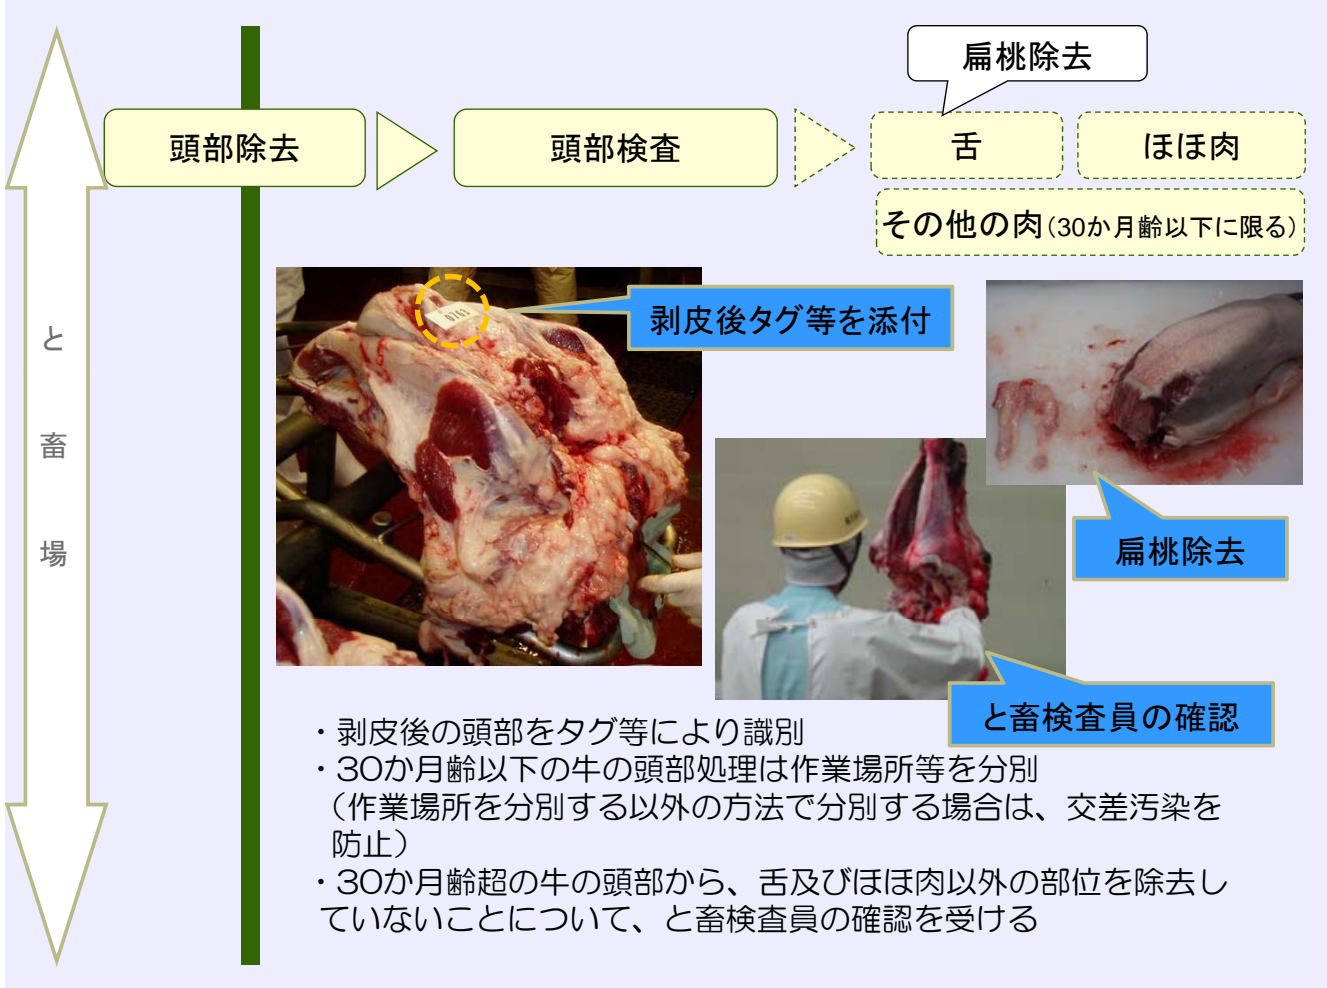 扁桃除去
頭部除去
頭部検査
舌
ほほ肉
その他の肉(30か月齢以下に限る)
と
畜
場
0763
剥皮後タグ等を添付
扁桃除去
と畜検査員の確認
・剥皮後の頭部をタグ等により識別
・30か月齢以下の牛の頭部処理は作業場所等を分別
(作業場所を分別する以外の方法で分別する場合は、交差汚染を
防止)
・30か月齢超の牛の頭部から、舌及びほほ肉以外の部位を除去し
ていないことについて、と畜検査員の確認を受ける